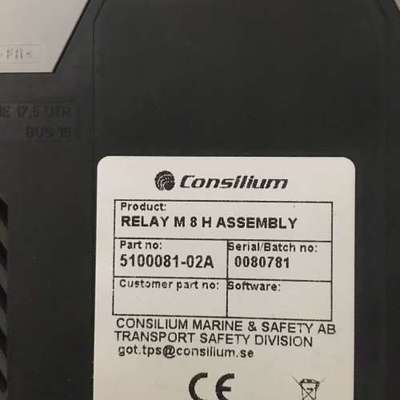 Consilium
Product:
RELAY M 8 H ASSEMBLY
Part no: Serial/Batch no:
5100081-02A 0080781
Customer part no: Software:
CONSILIUM MARINE & SAFETY AB
TRANSPORT SAFETY DIVISION
got.tps@consilium.se
CE